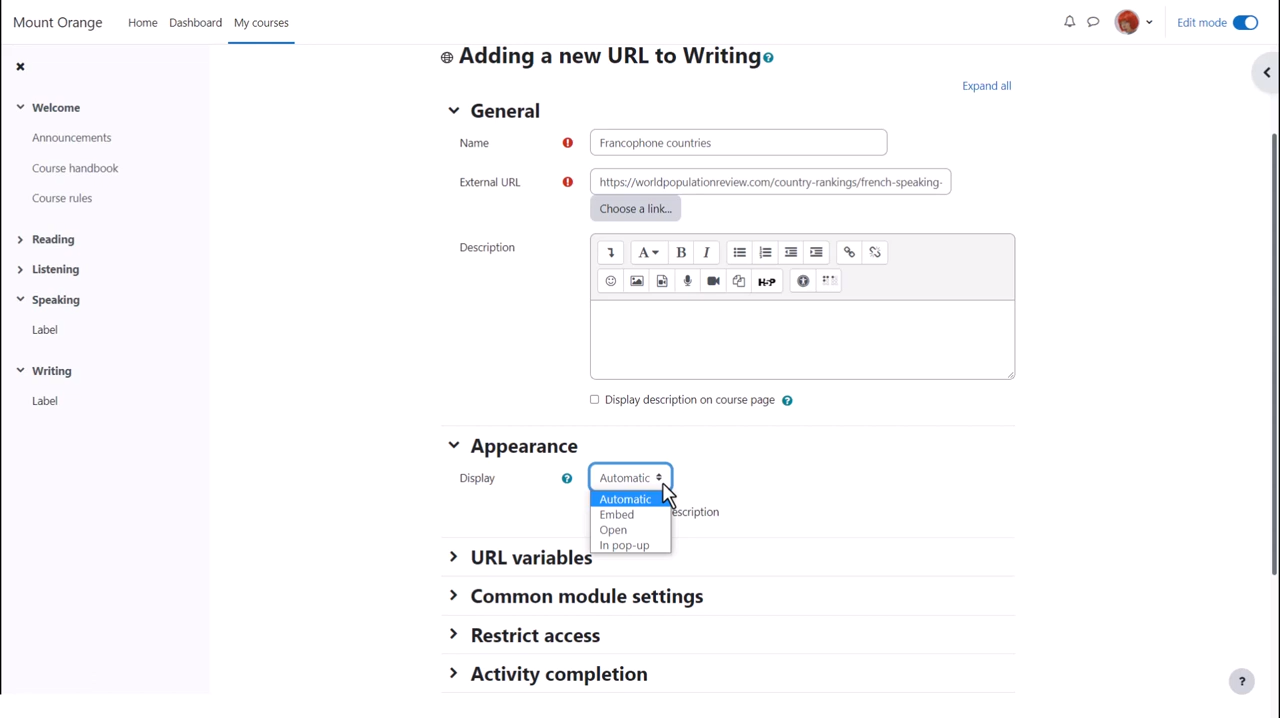 Mount Orange Home Dashboard My courses Edit mode
Adding a new URL to Writing
Expand all
Welcome
Announcements
Course handbook
Course rules
Reading
Listening
Speaking
Label
Writing
Label
General
Name Francophone countries
External URL https://worldpopulationreview.com/country-rankings/french-speaking-
Choose a link...
Description
A B I
H-P
Display description on course page
Appearance
Display Automatic
Automatic
Embed
Open
In pop-up
escription
URL variables
Common module settings
Restrict access
Activity completion